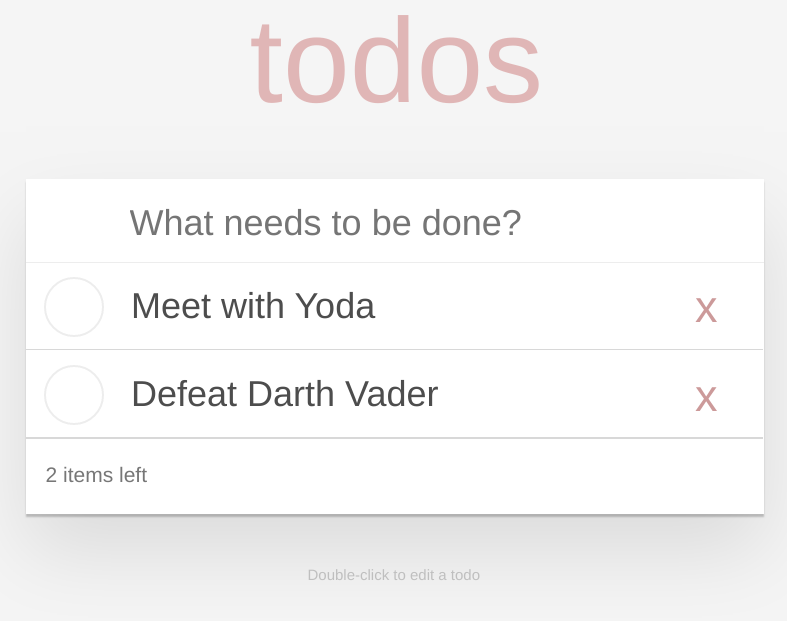 todos
What needs to be done?
Meet with Yoda x
Defeat Darth Vader x
2 items left
Double-click to edit a todo